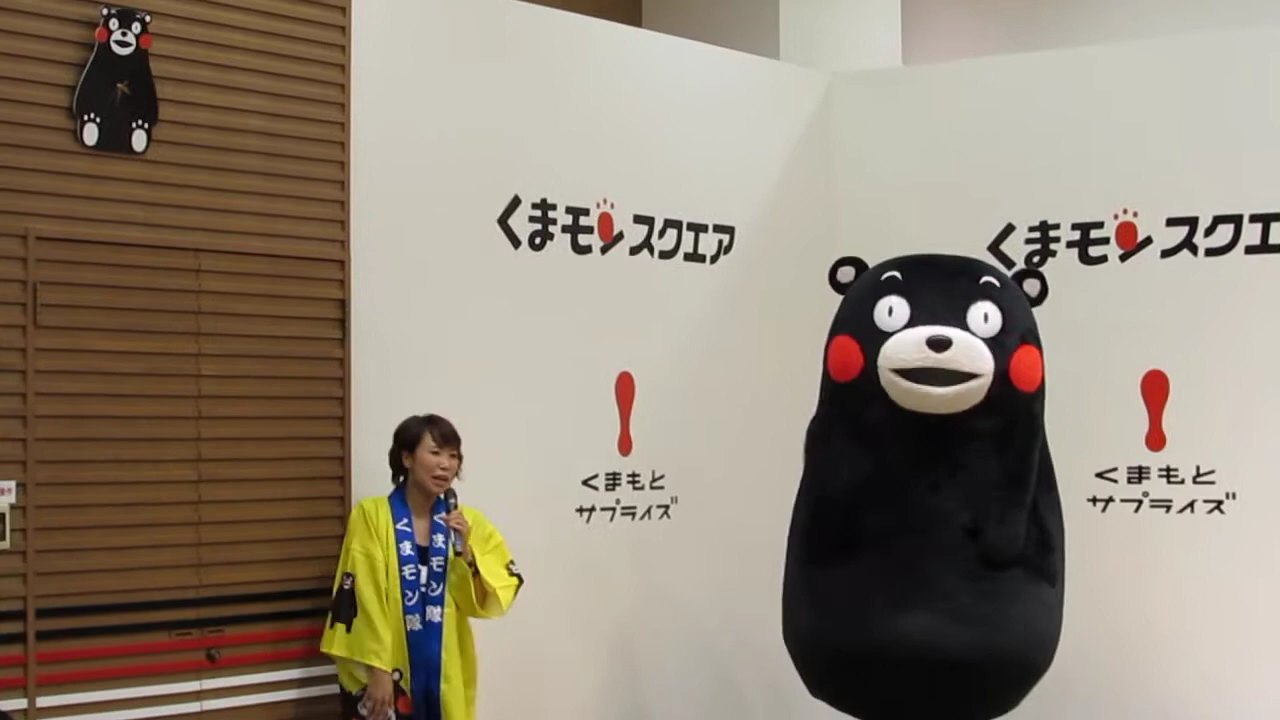 くまモンスクエア
くまモンスクエ
くまもと
サプライズ
くまもと
サプライズ
くまモン隊
くまモン隊